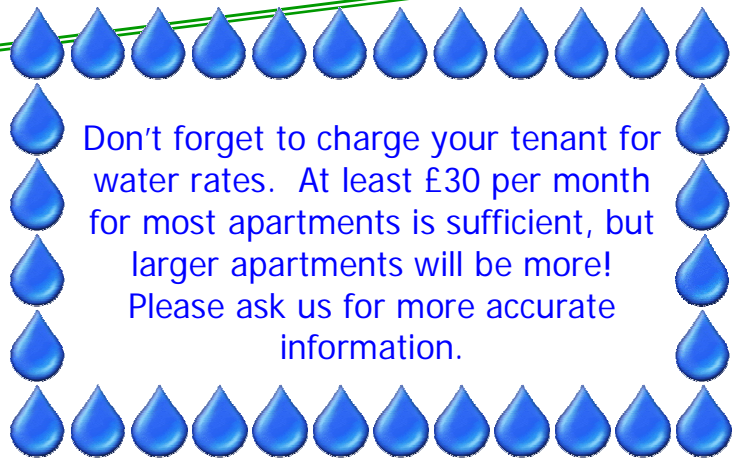 Don't forget to charge your tenant for
water rates.  At least £30 per month
for most apartments is sufficient, but
larger apartments will be more!
Please ask us for more accurate
information.